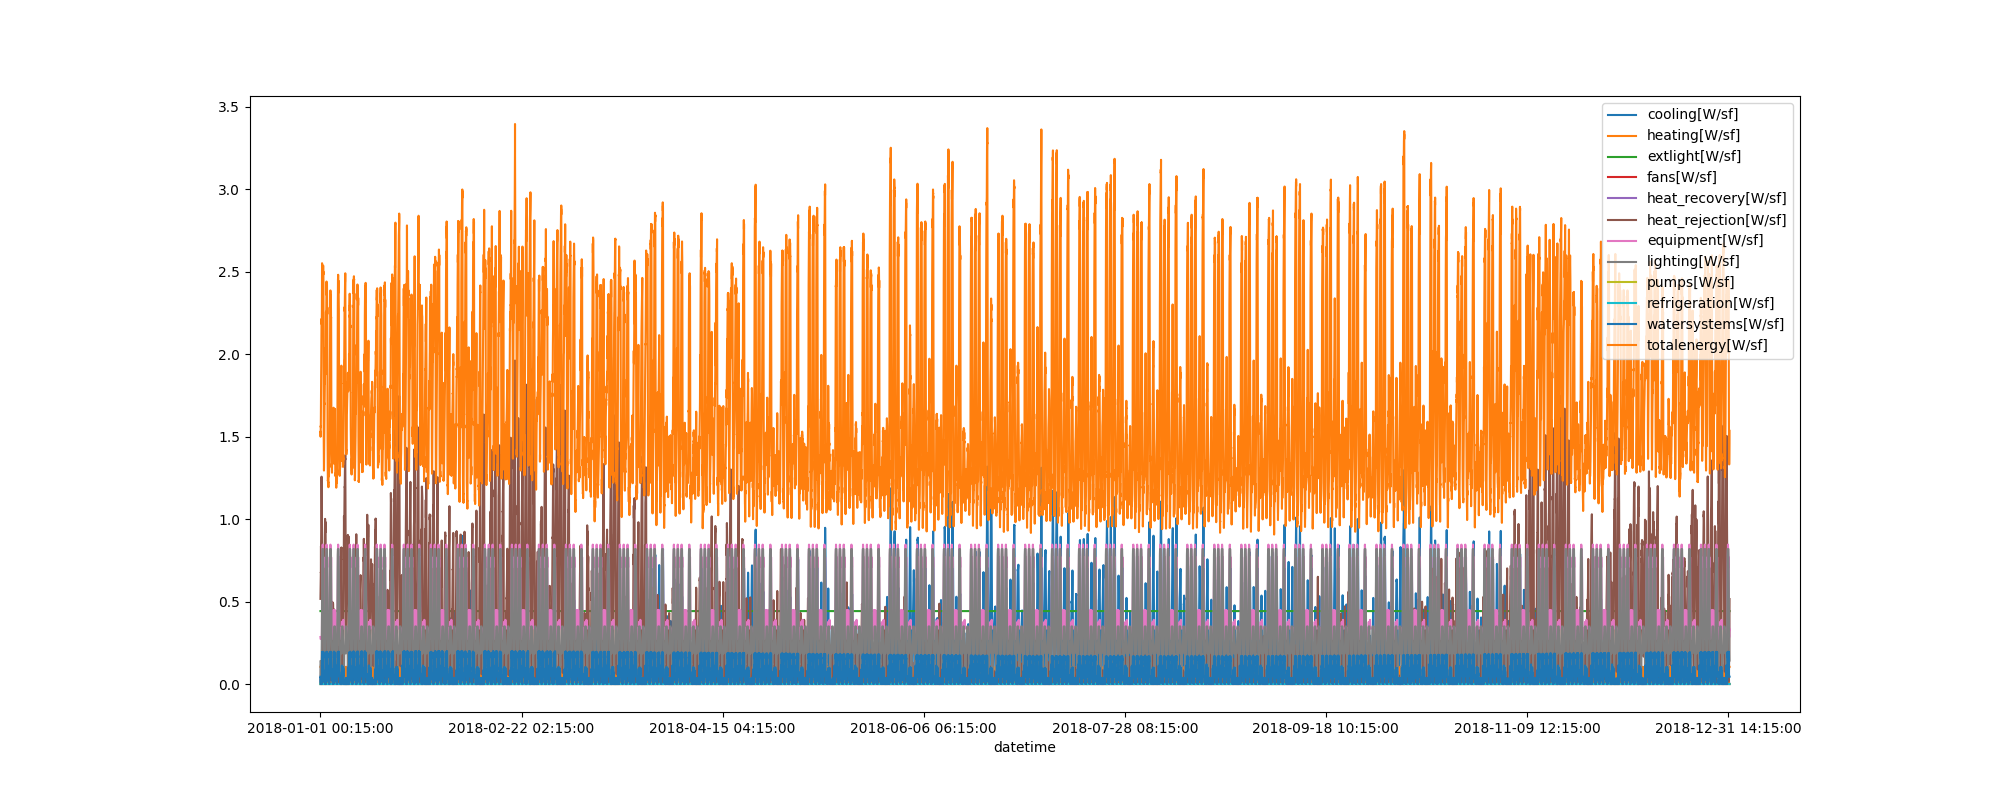 3.5
3.0
2.5
2.0
1.5
1.0
0.5
0.0
cooling[W/sf]
heating[W/sf]
extlight[W/sf]
fans[W/sf]
heat_recovery[W/sf]
heat_rejection[W/sf]
equipment[W/sf]
lighting[W/sf]
pumps[W/sf]
refrigeration[W/sf]
watersystems[W/sf]
totalenergy[W/sf]
2018-01-01 00:15:00
2018-02-22 02:15:00
2018-04-15 04:15:00
2018-06-06 06:15:00
2018-07-28 08:15:00
2018-09-18 10:15:00
2018-11-09 12:15:00
2018-12-31 14:15:00
datetime